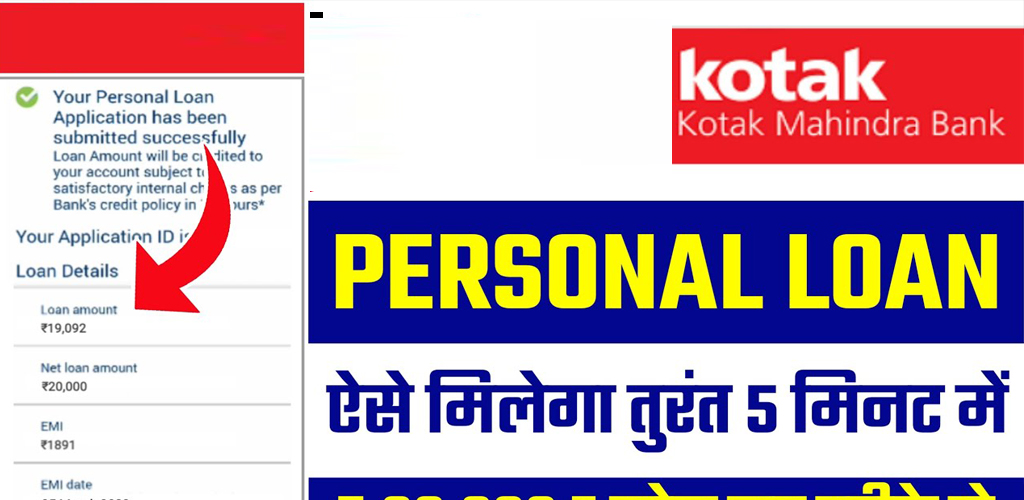 Your Personal Loan
Application has been
submitted successfully
Loan Amount will be credited to
your account subject to
satisfactory internal as per
Bank's credit policy in
Your Application ID
Loan Details
Loan amount
₹19,092
Net loan amount
₹20,000
EMI
₹1891
EMI date
kotak
Kotak Mahindra Bank
PERSONAL LOAN
ऐसे मिलेगा तुरंत 5 मिनट में